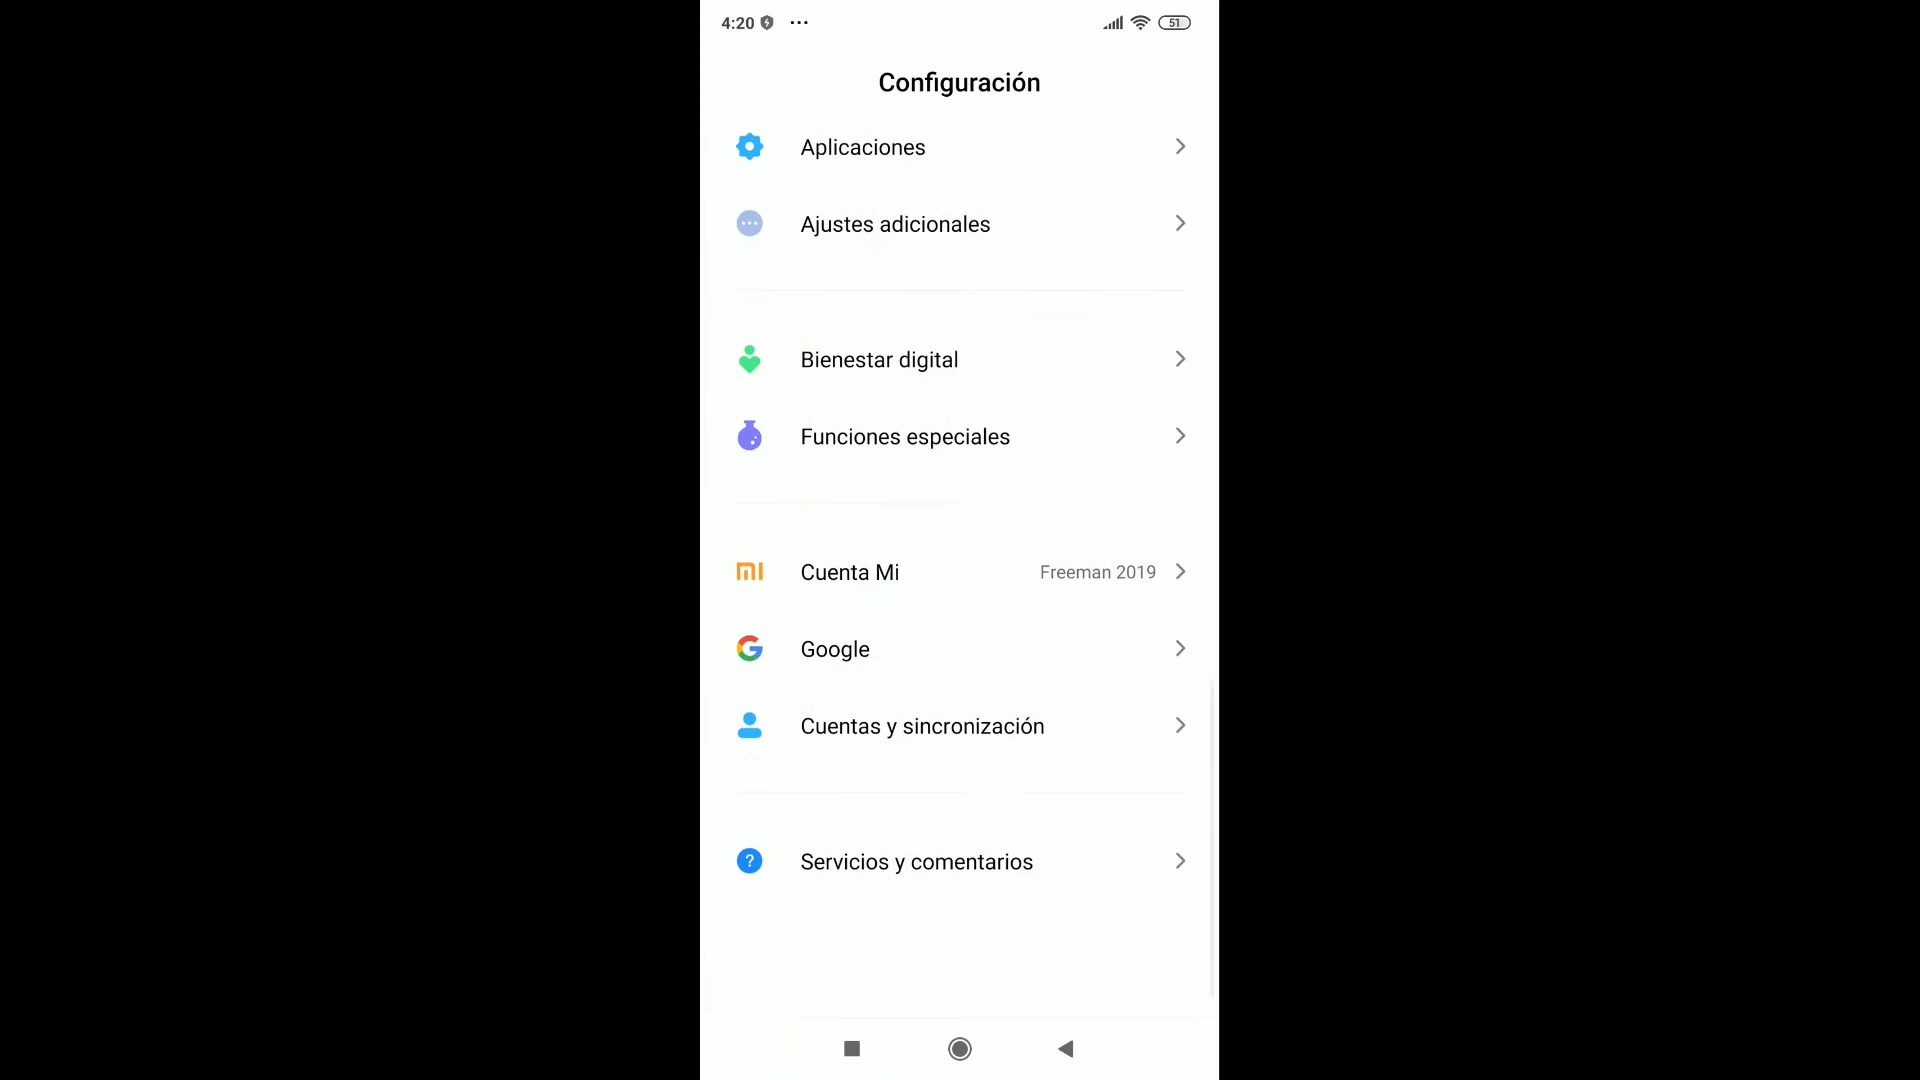 4:20 ... 51
Configuración
Aplicaciones
Ajustes adicionales
Bienestar digital
Funciones especiales
Cuenta Mi Freeman 2019
Google
Cuentas y sincronización
Servicios y comentarios